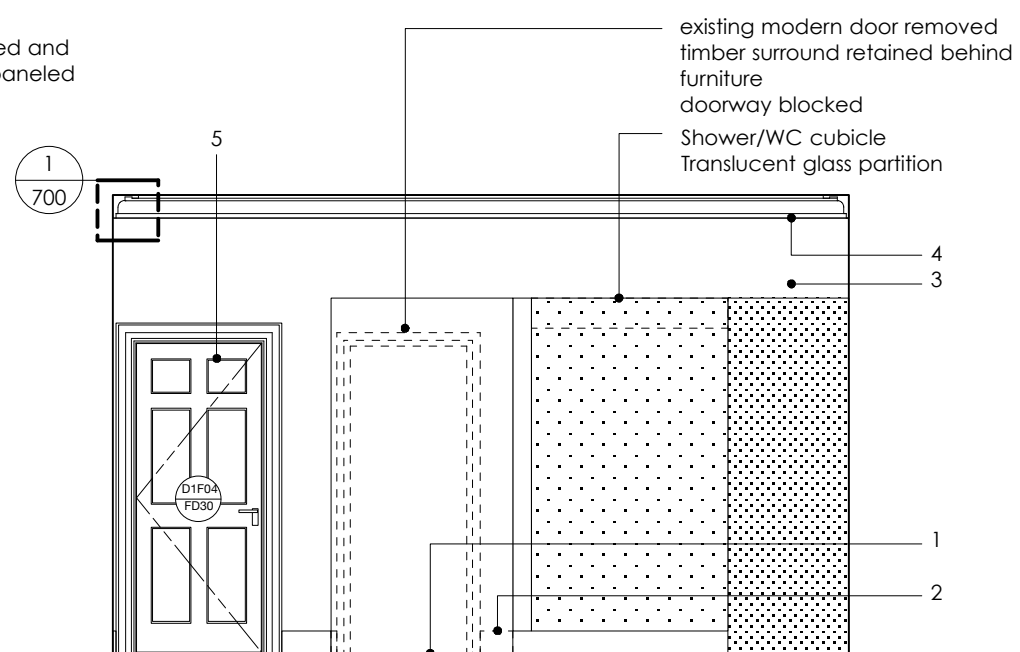 ed and
paneled
existing modern door removed
timber surround retained behind
furniture
doorway blocked
Shower/WC cubicle
Translucent glass partition
5
1
700
4
3
D1F04
FD30
1
2